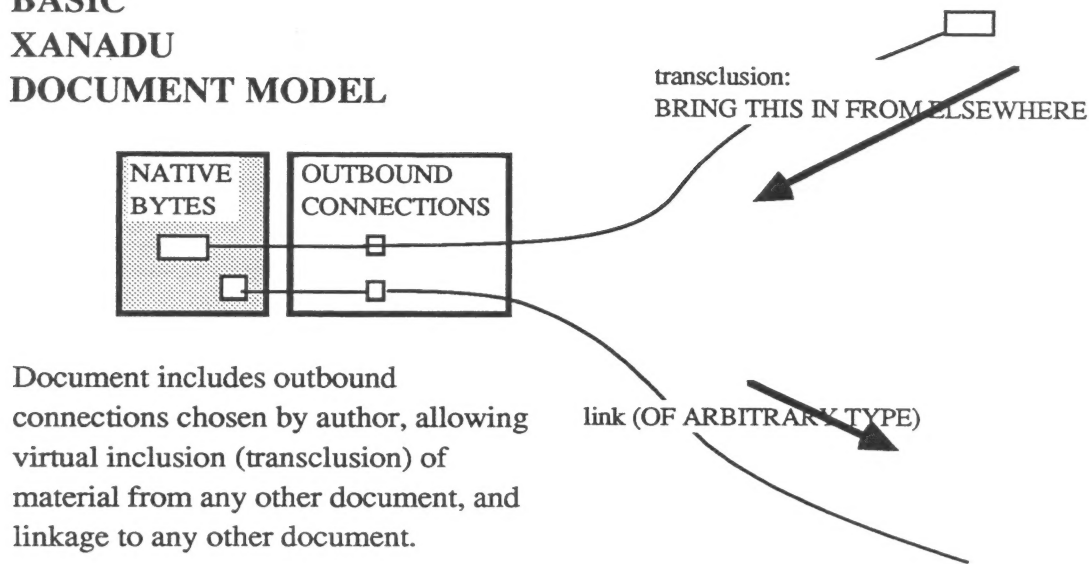 BASIC
XANADU
DOCUMENT MODEL
transclusion:
BRING THIS IN FROM ELSEWHERE
NATIVE
BYTES
OUTBOUND
CONNECTIONS
Document includes outbound
connections chosen by author, allowing
virtual inclusion (transclusion) of
material from any other document, and
linkage to any other document.
link (OF ARBITRARY TYPE)